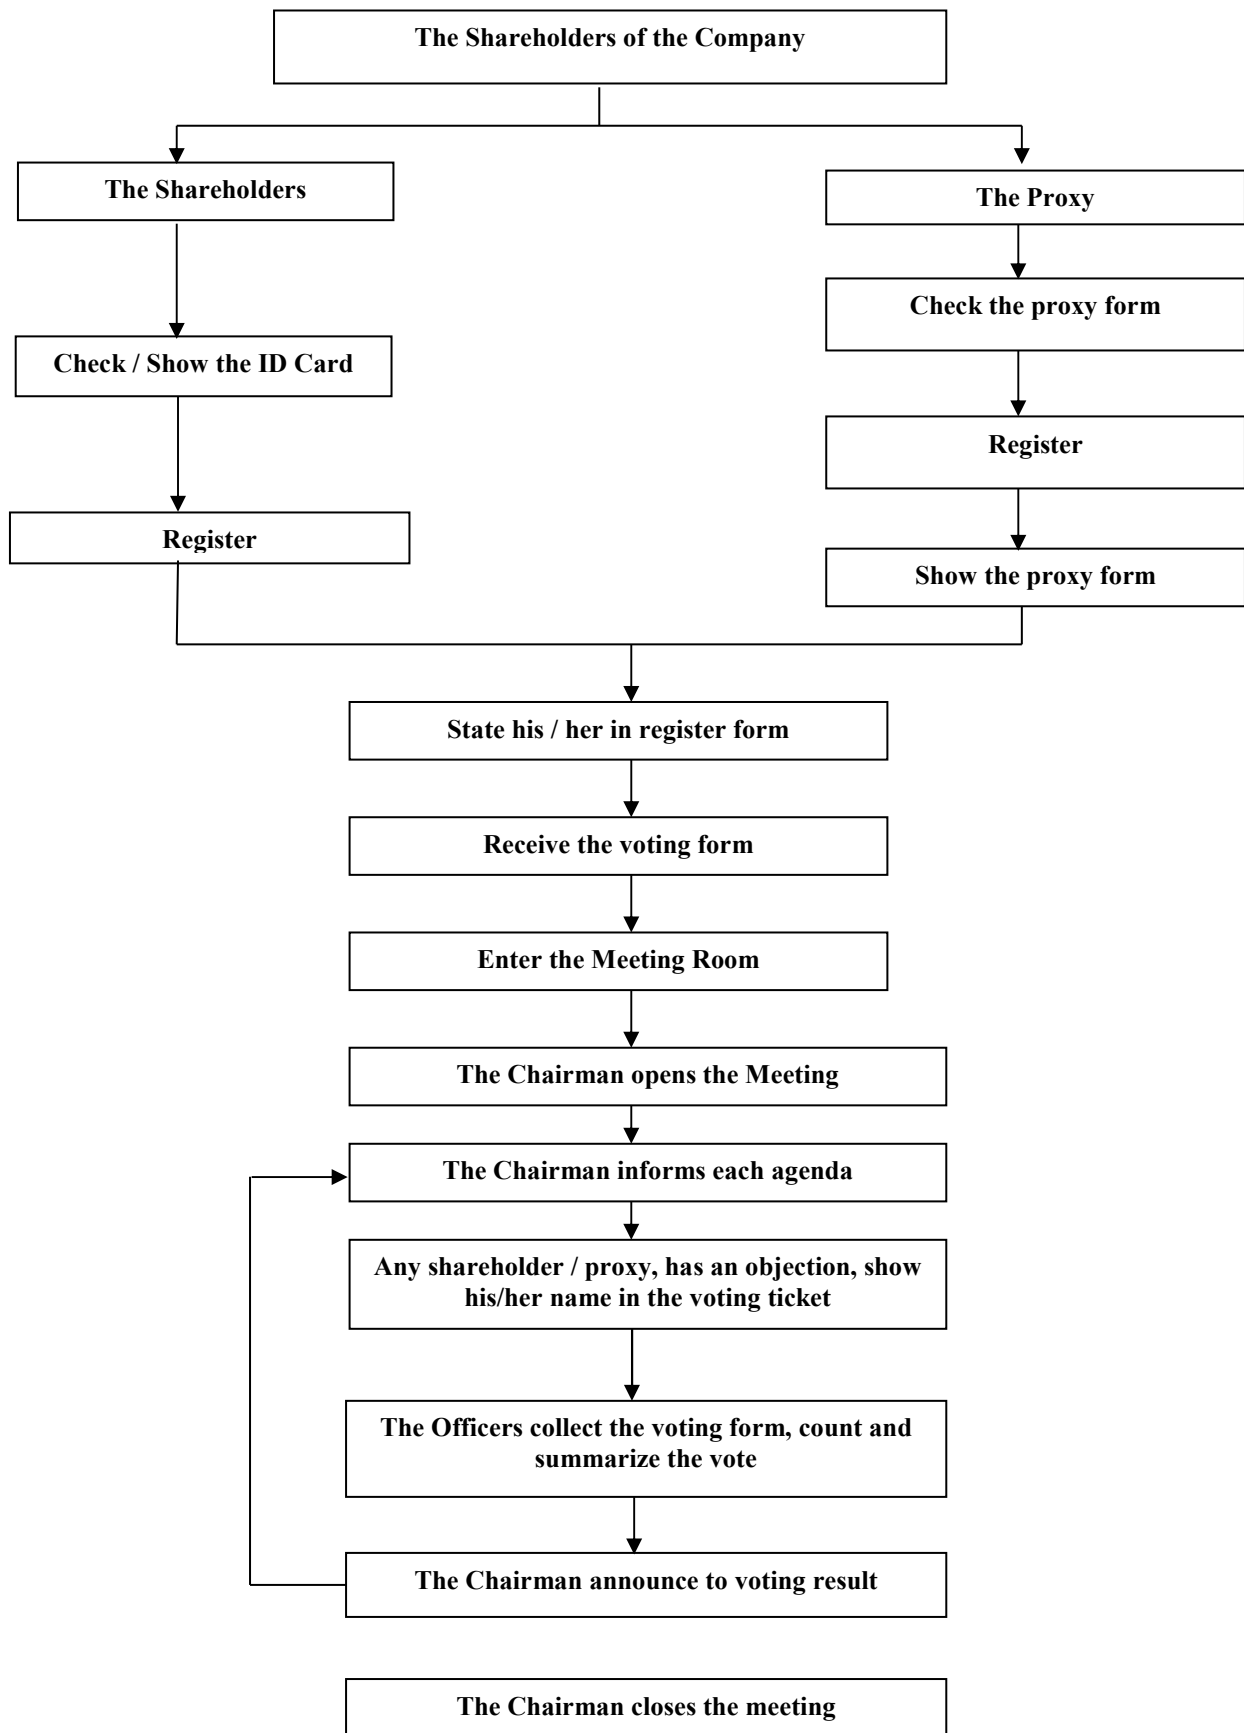 The Shareholders of the Company
The Shareholders
The Proxy
Check the proxy form
Check / Show the ID Card
Register
Register
Show the proxy form
State his / her in register form
Receive the voting form
Enter the Meeting Room
The Chairman opens the Meeting
The Chairman informs each agenda
Any shareholder / proxy, has an objection, show
his/her name in the voting ticket
The Officers collect the voting form, count and
summarize the vote
The Chairman announce to voting result
The Chairman closes the meeting